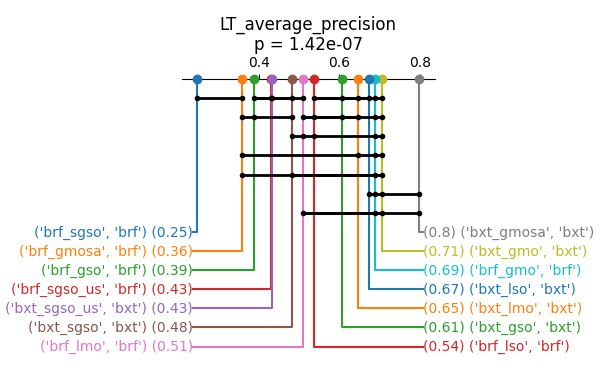 LT_average_precision
p = 1.42e-07
0.4 0.6 0.8
('brf_sgso', 'brf') (0.25) (0.8) ('bxt_gmosa', 'bxt')
('brf_gmosa', 'brf') (0.36) (0.71) ('bxt_gmo', 'bxt')
('brf_gso', 'brf') (0.39) (0.69) ('brf_gmo', 'brf')
('brf_sgso_us', 'brf') (0.43) (0.67) ('bxt_lso', 'bxt')
('bxt_sgso_us', 'bxt') (0.43) (0.65) ('bxt_lmo', 'bxt')
('bxt_sgso', 'bxt') (0.48) (0.61) ('bxt_gso', 'bxt')
('brf_lmo', 'brf') (0.51) (0.54) ('brf_lso', 'brf')